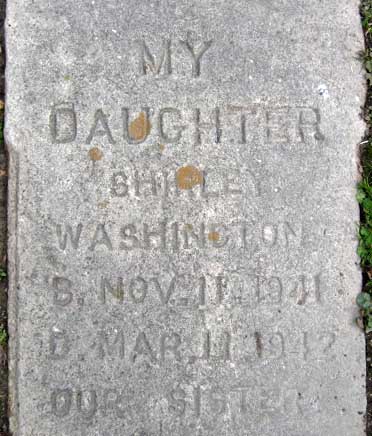 MY
DAUGHTER
SHIRLEY
WASHINGTON
B. NOV. 11. 1941
D. MAR. 11. 1942
OUR SISTER